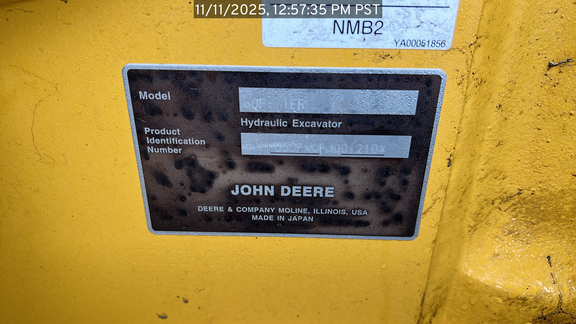 11/11/2025, 12:57:35 PM PST
NMB2
YA00051856
Model
Hydraulic Excavator
Product
Identification
Number
JOHN DEERE
DEERE & COMPANY MOLINE, ILLINOIS, USA
MADE IN JAPAN